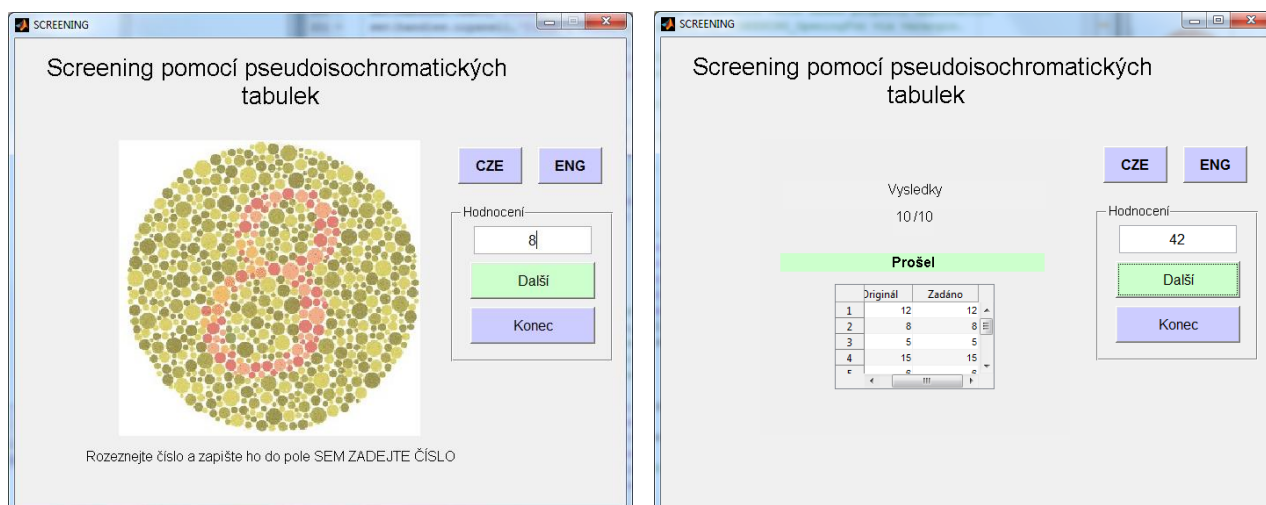 SCREENING
Screening pomocí pseudoisochromatických
tabulek
8
CZE
ENG
Hodnocení
8
Další
Konec
Rozeznejte číslo a zapište ho do pole SEM ZADEJTE ČÍSLO
SCREENING
Screening pomocí pseudoisochromatických
tabulek
CZE
ENG
Vysledky
10/10
Hodnocení
42
Další
Konec
Prošel
Originál Zadáno
1 12 12
2 8 8
3 5 5
4 15 15